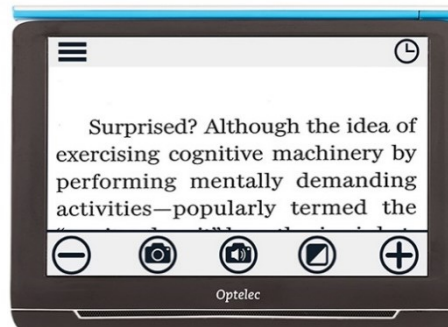 Surprised? Although the idea of
exercising cognitive machinery by
performing mentally demanding
activities—popularly termed the
Optelec